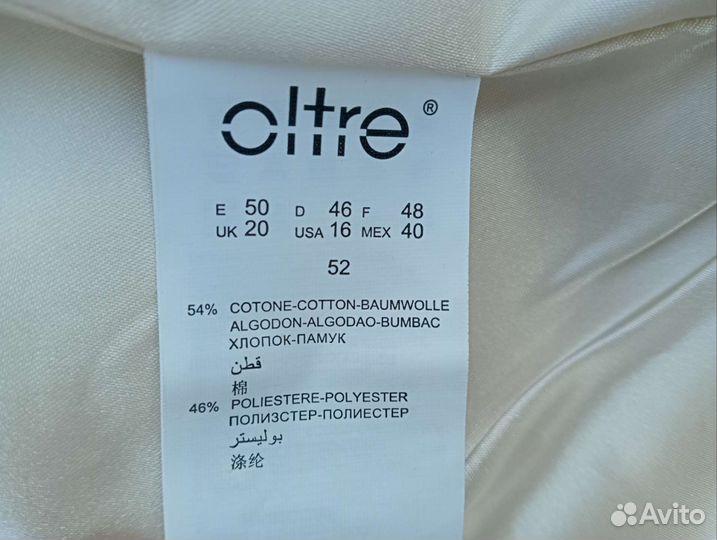 oltre ®
E 50 D 46 F 48
UK 20 USA 16 MEX 40
52
54% COTONE-COTTON-BAUMWOLLE
ALGODON-ALGODAO-BUMBAC
ХЛОПОК-ПАМУК
قطن
棉
46% POLIESTERE-POLYESTER
ПОЛИЗСТЕР-ПОЛИЕСТЕР
بوليستر
涤纶
Avito